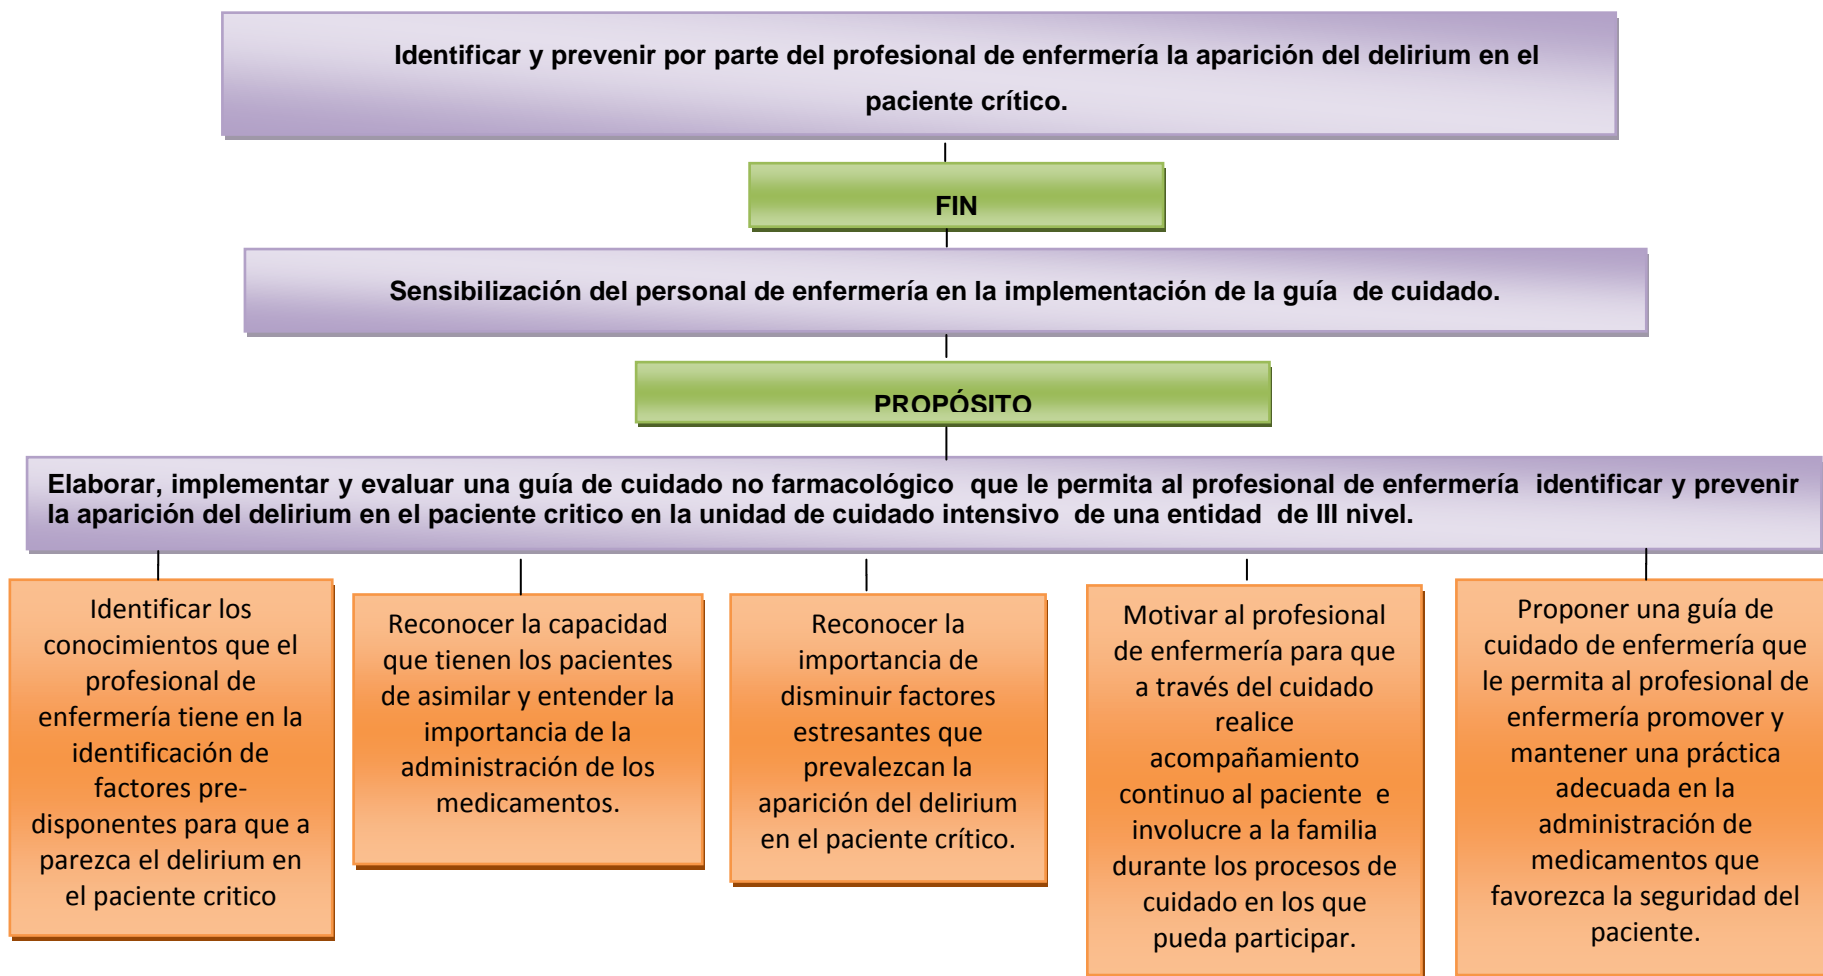 Identificar y prevenir por parte del profesional de enfermería la aparición del delirium en el
paciente crítico.
FIN
Sensibilización del personal de enfermería en la implementación de la guía de cuidado.
PROPÓSITO
Elaborar, implementar y evaluar una guía de cuidado no farmacológico que le permita al profesional de enfermería identificar y prevenir
la aparición del delirium en el paciente critico en la unidad de cuidado intensivo de una entidad de III nivel.
Identificar los
conocimientos que el
profesional de
enfermería tiene en la
identificación de
factores pre-
disponentes para que a
parezca el delirium en
el paciente critico
Reconocer la capacidad
que tienen los pacientes
de asimilar y entender la
importancia de la
administración de los
medicamentos.
Reconocer la
importancia de
disminuir factores
estresantes que
prevalezcan la
aparición del delirium
en el paciente crítico.
Motivar al profesional
de enfermería para que
a través del cuidado
realice
acompañamiento
continuo al paciente e
involucre a la familia
durante los procesos de
cuidado en los que
pueda participar.
Proponer una guía de
cuidado de enfermería que
le permita al profesional de
enfermería promover y
mantener una práctica
adecuada en la
administración de
medicamentos que
favorezca la seguridad del
paciente.